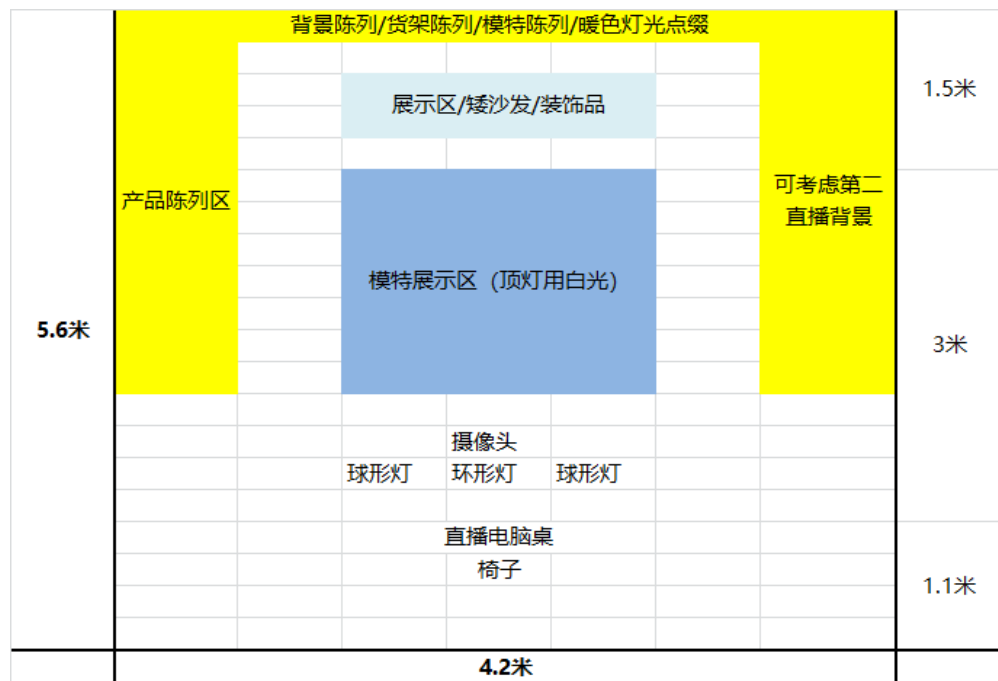 背景陈列/货架陈列/模特陈列/暖色灯光点缀
展示区/矮沙发/装饰品
1.5米
产品陈列区
可考虑第二
直播背景
模特展示区（顶灯用白光）
5.6米
3米
摄像头
球形灯 环形灯 球形灯
直播电脑桌
椅子
1.1米
4.2米